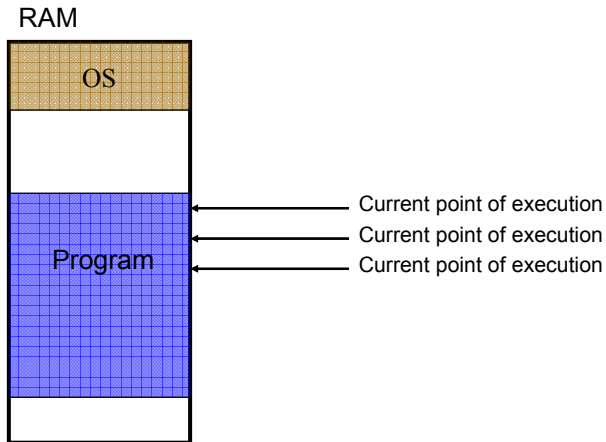 RAM
OS
Current point of execution
Current point of execution
Program
Current point of execution